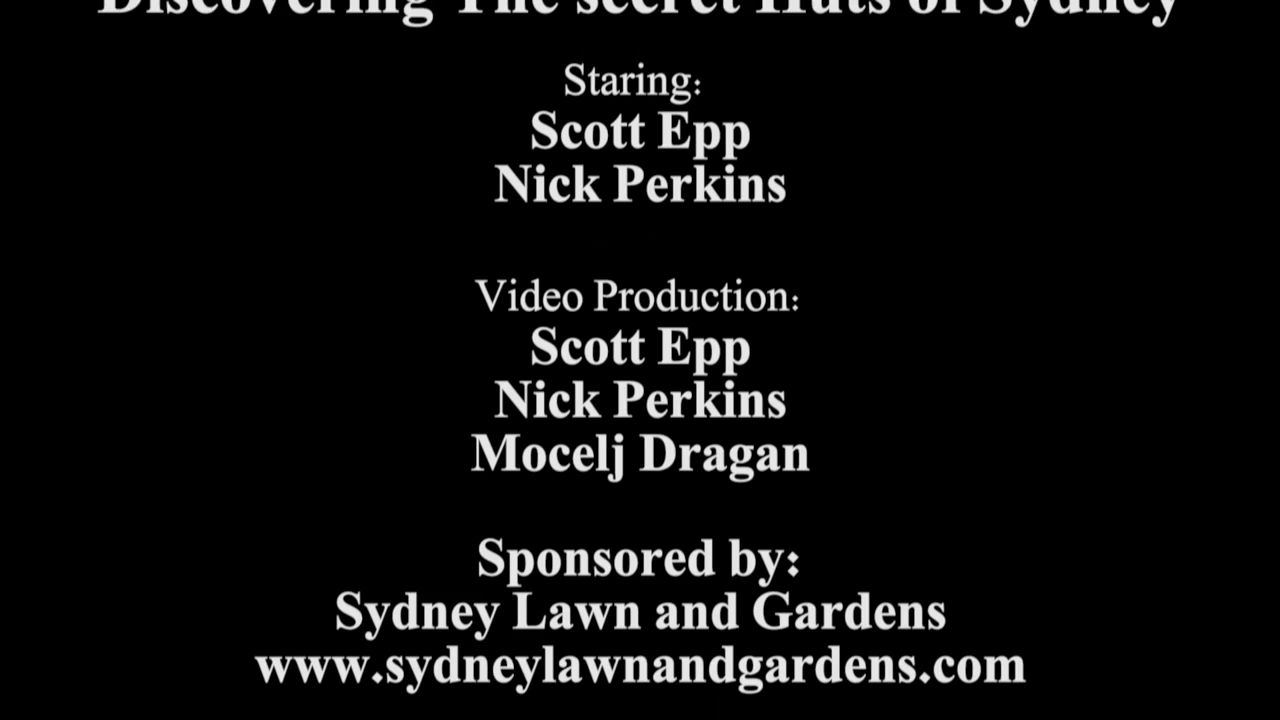 Discovering The secret Huts of Sydney
Staring:
Scott Epp
Nick Perkins
Video Production:
Scott Epp
Nick Perkins
Mocelj Dragan
Sponsored by:
Sydney Lawn and Gardens
www.sydneylawnandgardens.com